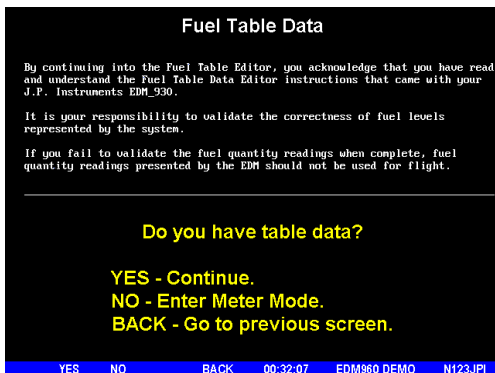 Fuel Table Data
By continuing into the Fuel Table Editor, you acknowledge that you have read
and understand the Fuel Table Data Editor instructions that came with your
J.P. Instruments EDM_930.
It is your responsibility to validate the correctness of fuel levels
represented by the system.
If you fail to validate the fuel quantity readings when complete, fuel
quantity readings presented by the EDM should not be used for flight.
Do you have table data?
YES - Continue.
NO - Enter Meter Mode.
BACK - Go to previous screen.
YES NO BACK 00:32:07 EDM960 DEMO N123JPI